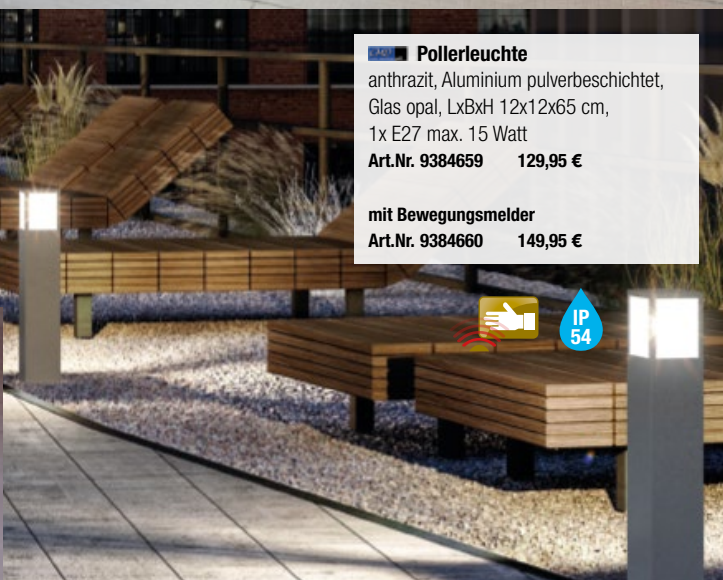 Pollerleuchte
anthrazit, Aluminium pulverbeschichtet,
Glas opal, LxBxH 12x12x65 cm,
1x E27 max. 15 Watt
Art.Nr. 9384659 129,95 €
mit Bewegungsmelder
Art.Nr. 9384660 149,95 €
IP
54